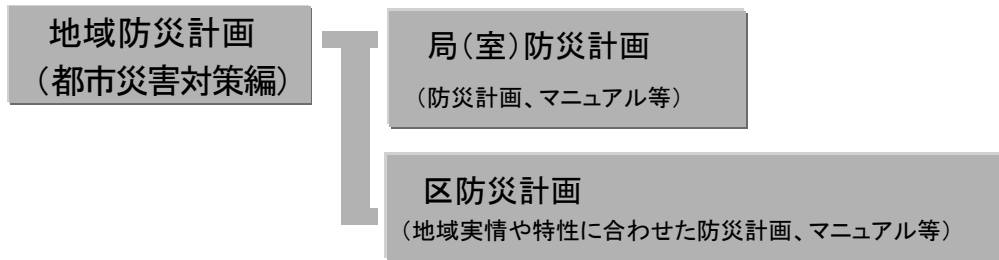 地域防災計画
（都市災害対策編）
局（室）防災計画
（防災計画、マニュアル等）
区防災計画
（地域実情や特性に合わせた防災計画、マニュアル等）